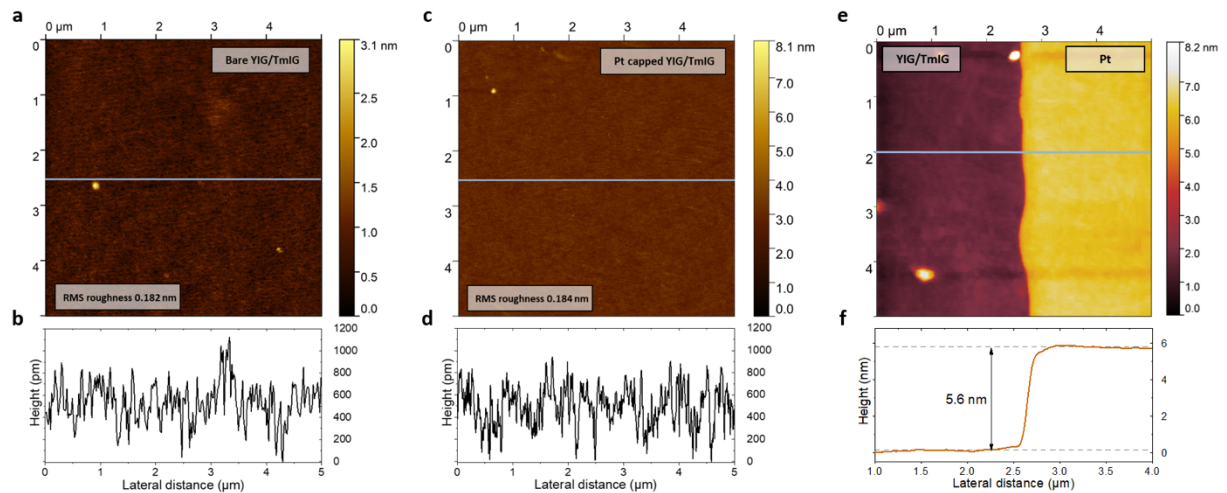 a
0 µm 1 2 3 4
0
1
2
3
4
Bare YIG/TmIG
RMS roughness 0.182 nm
3.1 nm
2.5
2.0
1.5
1.0
0.5
0.0
b
Height (pm)
1200
1000
800
600
400
200
0
0 1 2 3 4 5
Lateral distance (µm)
c
0 µm 1 2 3 4
0
1
2
3
4
Pt capped YIG/TmIG
RMS roughness 0.184 nm
8.1 nm
7.0
6.0
5.0
4.0
3.0
2.0
1.0
0.0
d
Height (pm)
1200
1000
800
600
400
200
0
0 1 2 3 4 5
Lateral distance (µm)
e
0 µm 1 2 3 4
0
1
2
3
4
YIG/TmIG Pt
8.2 nm
7.0
6.0
5.0
4.0
3.0
2.0
1.0
0.0
f
5.6 nm
Height (nm)
6
4
2
0
1.0 1.5 2.0 2.5 3.0 3.5 4.0
Lateral distance (µm)